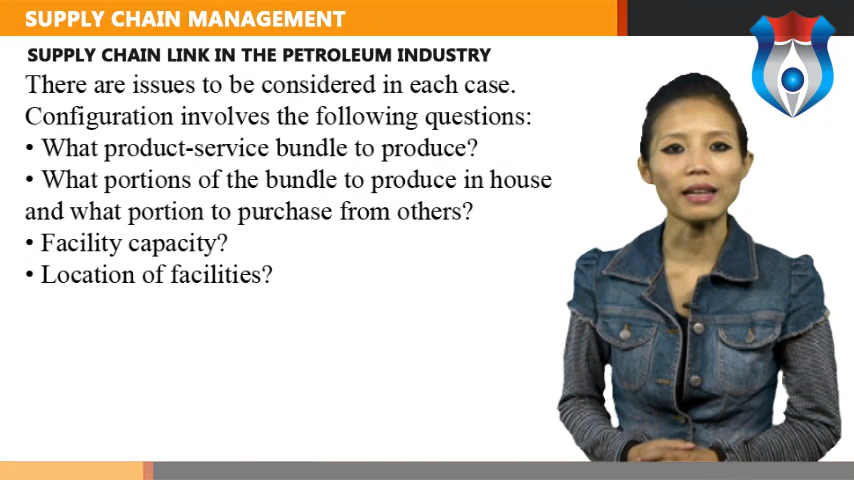 SUPPLY CHAIN MANAGEMENT
SUPPLY CHAIN LINK IN THE PETROLEUM INDUSTRY
There are issues to be considered in each case.
Configuration involves the following questions:
• What product-service bundle to produce?
• What portions of the bundle to produce in house
and what portion to purchase from others?
• Facility capacity?
• Location of facilities?